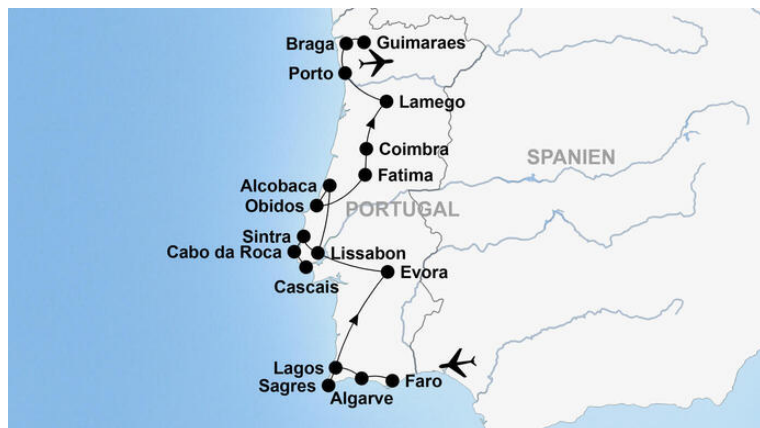 Braga
Guimaraes
Porto
Lamego
Coimbra
SPANIEN
Fatima
Alcobaca
Obidos
PORTUGAL
Sintra
Cabo da Roca
Lissabon
Evora
Cascais
Lagos
Sagres
Faro
Algarve